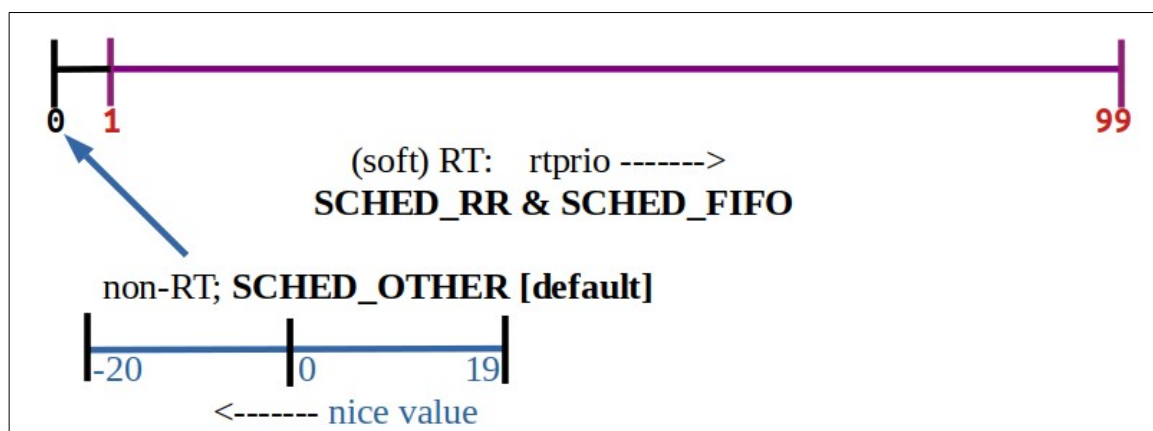 0 1 99
(soft) RT: rtprio ------->
SCHED_RR & SCHED_FIFO
non-RT; SCHED_OTHER [default]
-20 0 19
<------- nice value